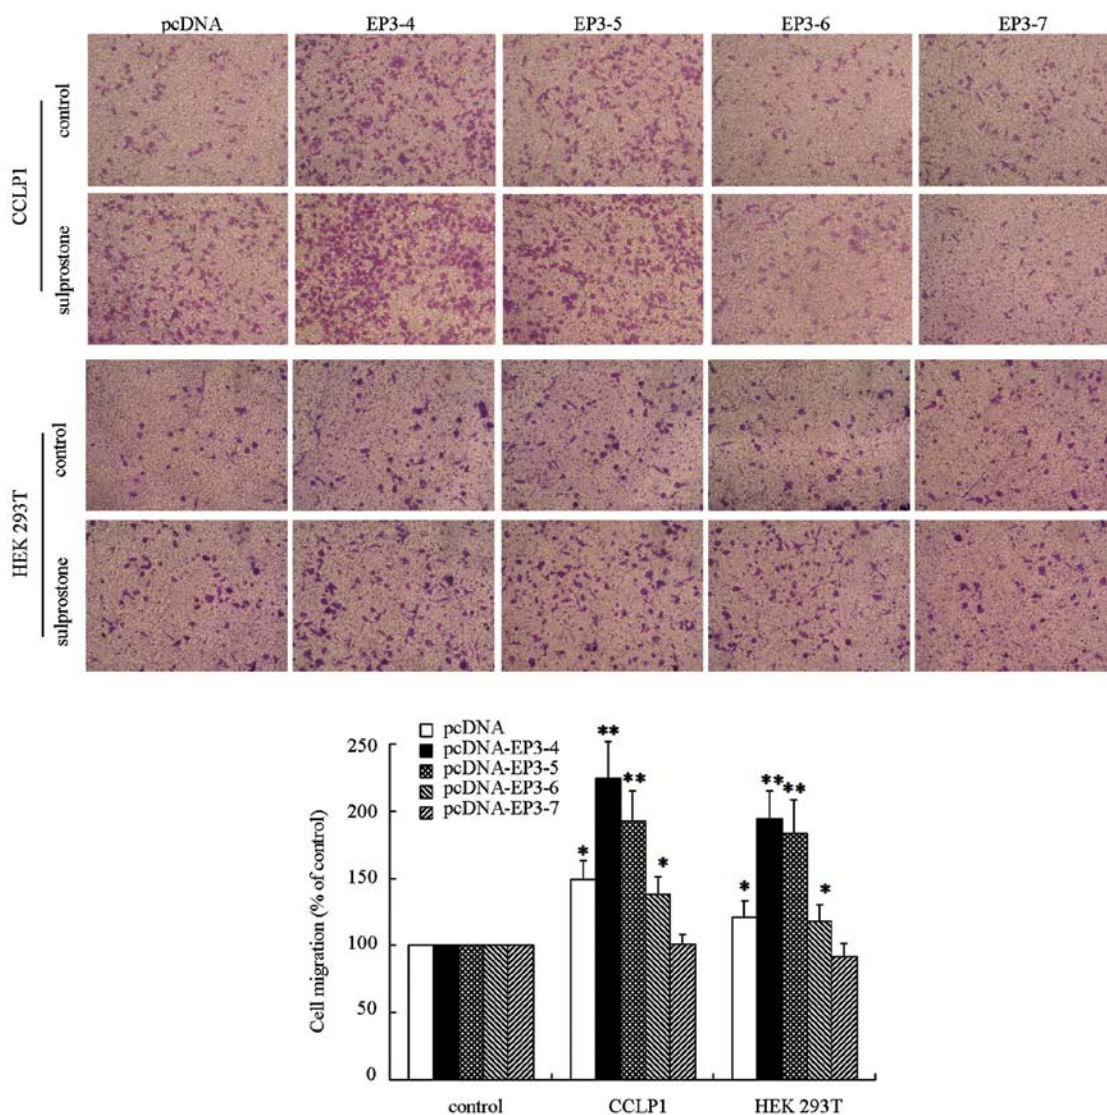 pcDNA EP3-4 EP3-5 EP3-6 EP3-7
CCLP1
control
sulprostone
HEK 293T
control
sulprostone
pcDNA
pcDNA-EP3-4
pcDNA-EP3-5
pcDNA-EP3-6
pcDNA-EP3-7
Cell migration (% of control)
250
200
150
100
50
0
* ** ** *
* ** ** *
control CCLP1 HEK 293T